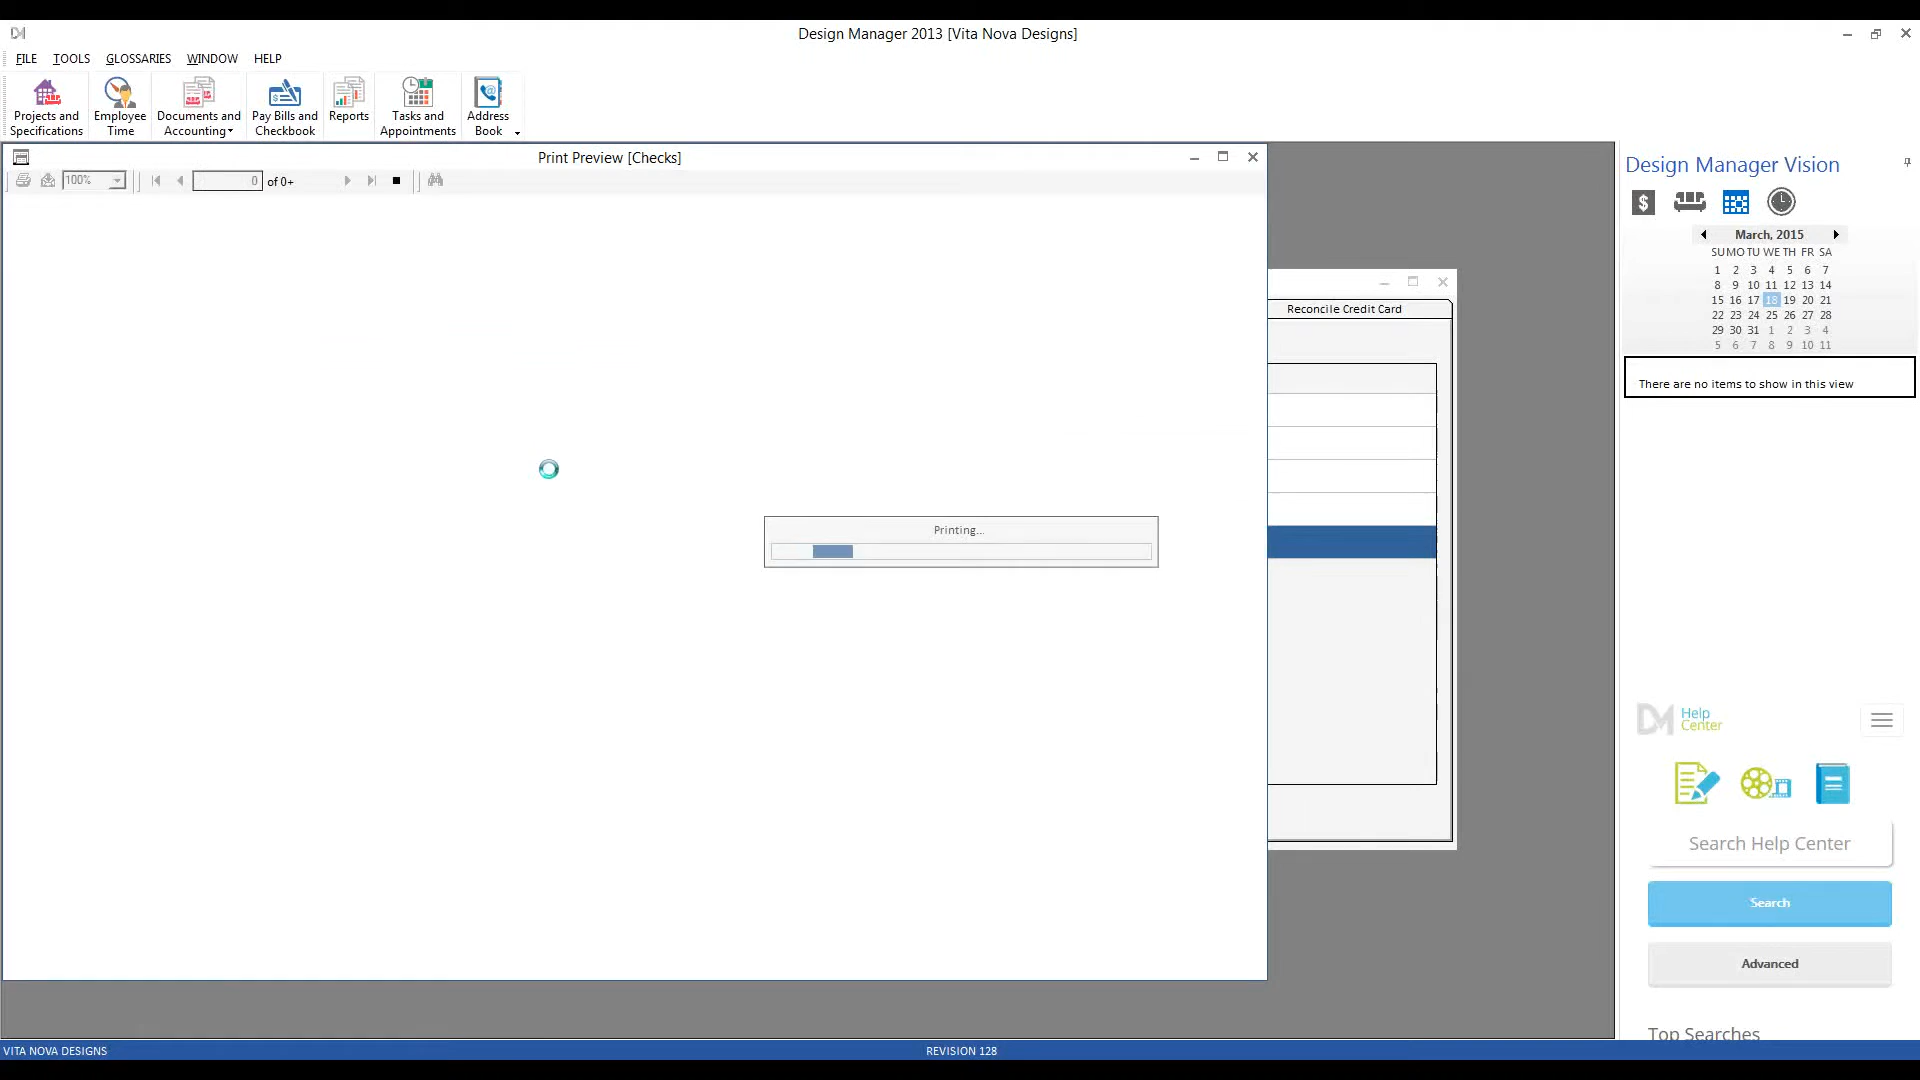 Design Manager 2013 [Vita Nova Designs]
FILE TOOLS GLOSSARIES WINDOW HELP
Projects and Specifications
Employee Time
Documents and Accounting
Pay Bills and Checkbook
Reports
Tasks and Appointments
Address Book
Print Preview [Checks]
100% 0 of 0+
Printing...
Reconcile Credit Card
Design Manager Vision
March, 2015
SU MO TU WE TH FR SA
1 2 3 4 5 6 7
8 9 10 11 12 13 14
15 16 17 18 19 20 21
22 23 24 25 26 27 28
29 30 31 1 2 3 4
5 6 7 8 9 10 11
There are no items to show in this view
DM Help Center
Search Help Center
Search
Advanced
Top Searches
VITA NOVA DESIGNS
REVISION 128